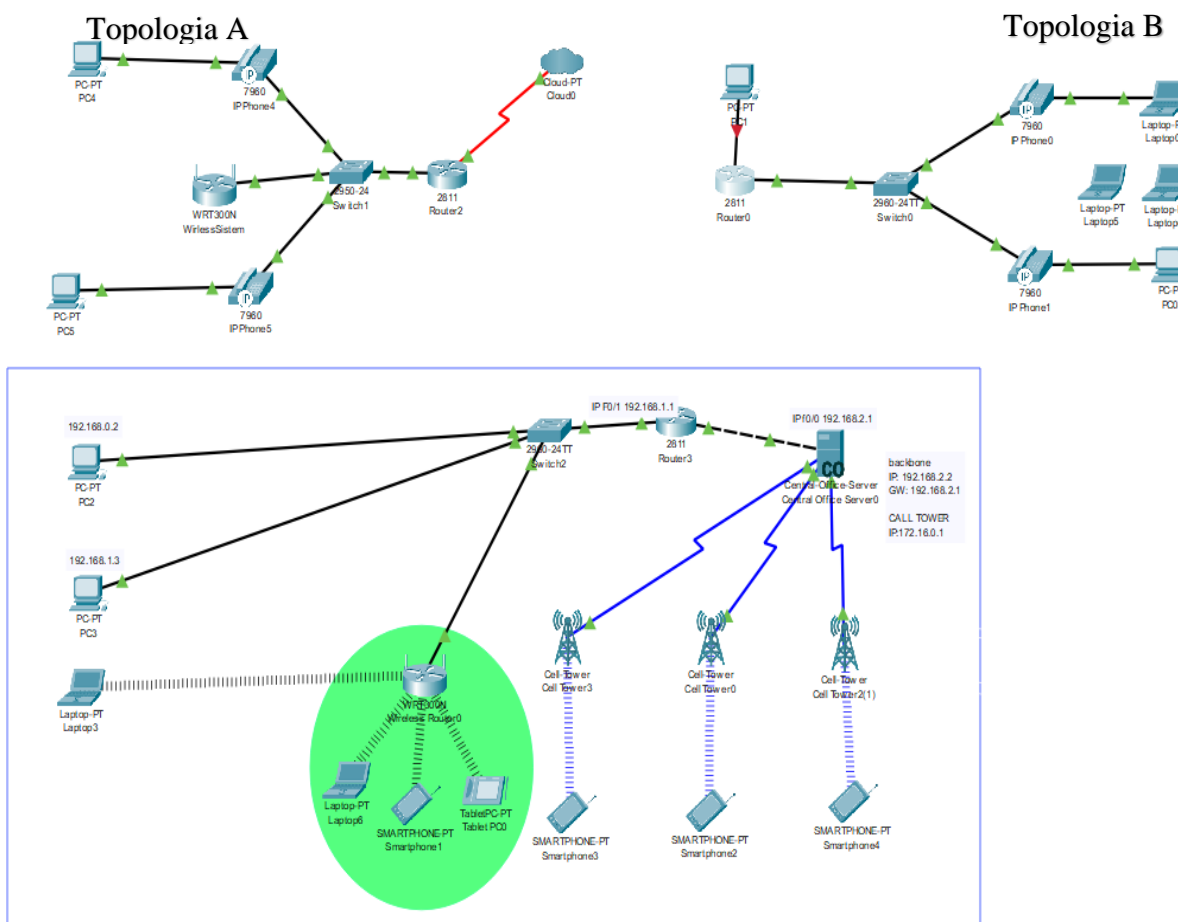 Topologia A
Topologia B
PC-PT
PC4
7960
IP Phone4
Cloud-PT
Cloud0
WRT300N
WirlessSistem
2950-24
Switch1
2811
Router2
PC-PT
PC5
7960
IP Phone5
PC-PT
PC1
2811
Router0
2960-24TT
Switch0
7960
IP Phone0
Laptop-PT
Laptop5
7960
IP Phone1
192.168.0.2
PC-PT
PC2
192.168.1.3
PC-PT
PC3
Laptop-PT
Laptop3
IP F0/1 192.168.1.1
2960-24TT
Switch2
2811
Router3
IPf0/0 192.168.2.1
CO
Central-Office-Server
Central Office Server0
backbone
IP: 192.168.2.2
GW: 192.168.2.1
CALL TOWER
IP:172.16.0.1
WRT300N
Wireless Router0
Laptop-PT
Laptop6
SMARTPHONE-PT
Smartphone1
TabletPC-PT
Tablet PC0
Cell-Tower
Cell Tower3
Cell-Tower
Cell Tower0
Cell-Tower
Cell Tower2(1)
SMARTPHONE-PT
Smartphone3
SMARTPHONE-PT
Smartphone2
SMARTPHONE-PT
Smartphone4